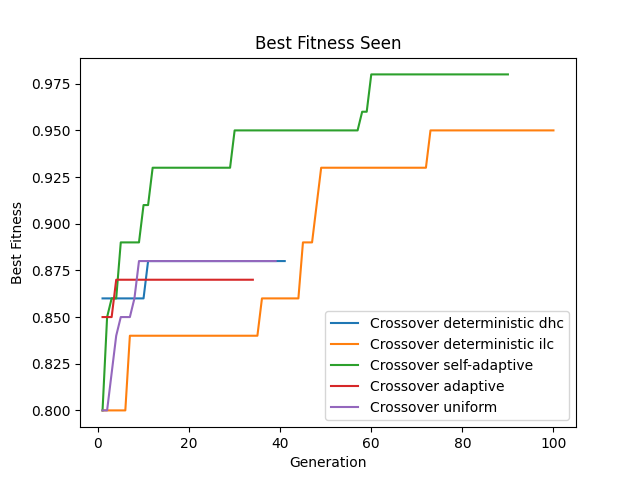 Best Fitness Seen
0.975
0.950
0.925
0.900
0.875
0.850
0.825
0.800
Best Fitness
Crossover deterministic dhc
Crossover deterministic ilc
Crossover self-adaptive
Crossover adaptive
Crossover uniform
0 20 40 60 80 100
Generation